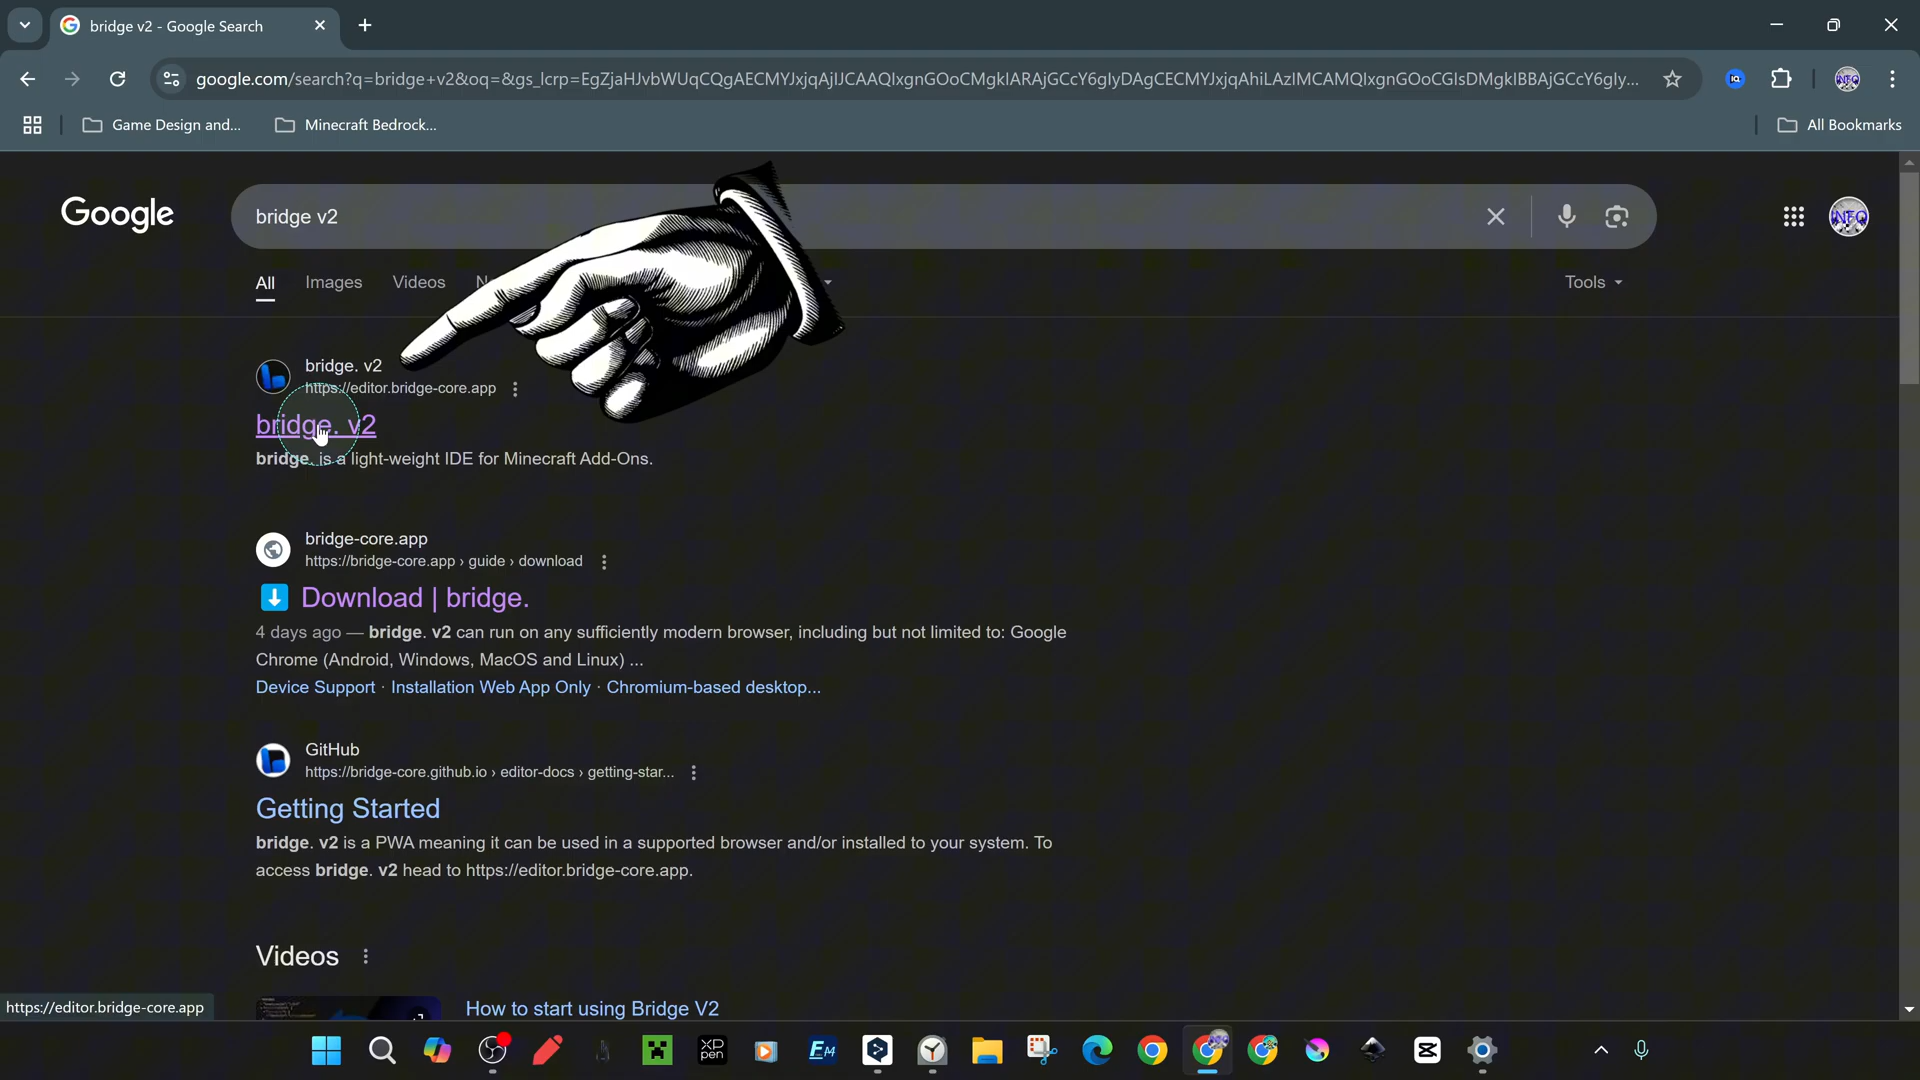 bridge v2 - Google Search
google.com/search?q=bridge+v2&oq=&gs_lcrp=
Game Design and...
Minecraft Bedrock...
All Bookmarks
Google
bridge v2
All
Images
Videos
Tools
bridge. v2
https://editor.bridge-core.app
bridge. v2
bridge. is a light-weight IDE for Minecraft Add-Ons.
bridge-core.app
https://bridge-core.app › guide › download
Download | bridge.
4 days ago — bridge. v2 can run on any sufficiently modern browser, including but not limited to: Google
Chrome (Android, Windows, MacOS and Linux) ...
Device Support · Installation Web App Only · Chromium-based desktop...
GitHub
https://bridge-core.github.io › editor-docs › getting-star...
Getting Started
bridge. v2 is a PWA meaning it can be used in a supported browser and/or installed to your system. To
access bridge. v2 head to https://editor.bridge-core.app.
Videos
How to start using Bridge V2
https://editor.bridge-core.app
XP
pen